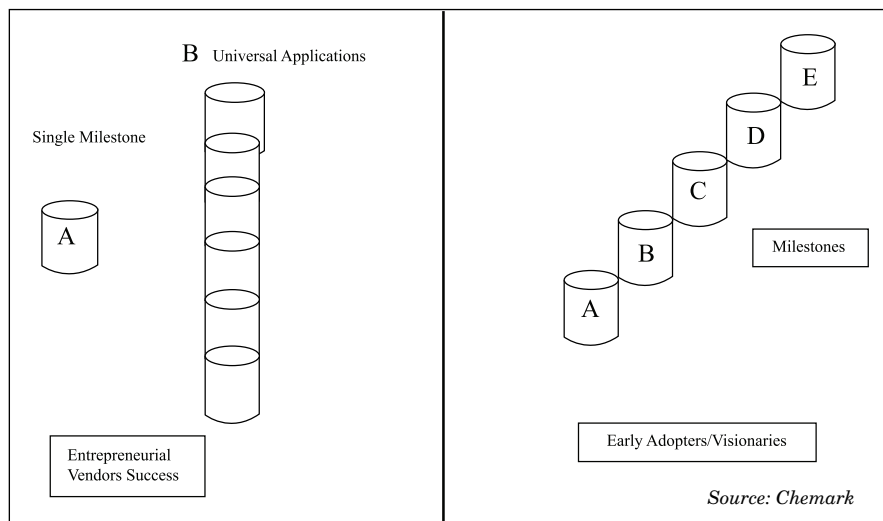 B Universal Applications
Single Milestone
A
Entrepreneurial
Vendors Success
E
D
C
B
A
Milestones
Early Adopters/Visionaries
Source: Chemark